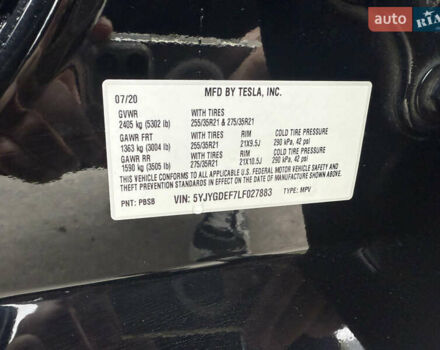 AUTO RIA
MFD BY TESLA, INC.
07/20
GVWR WITH TIRES
2405 kg (5302 lb) 255/35R21 & 275/35R21
GAWR FRT WITH TIRES RIM COLD TIRE PRESSURE
1363 kg (3004 lb) 255/35R21 21X9.5J 290 kPa, 42 psi
GAWR RR WITH TIRES RIM COLD TIRE PRESSURE
1590 kg (3505 lb) 275/35R21 21X10.5J 290 kPa, 42 psi
THIS VEHICLE CONFORMS TO ALL APPLICABLE U.S. FEDERAL MOTOR VEHICLE SAFETY AND
THEFT PREVENTION STANDARDS IN EFFECT ON THE DATE OF MANUFACTURE SHOWN ABOVE.
PNT: PBSB VIN: 5YJYGDEF7LF027883 TYPE: MPV